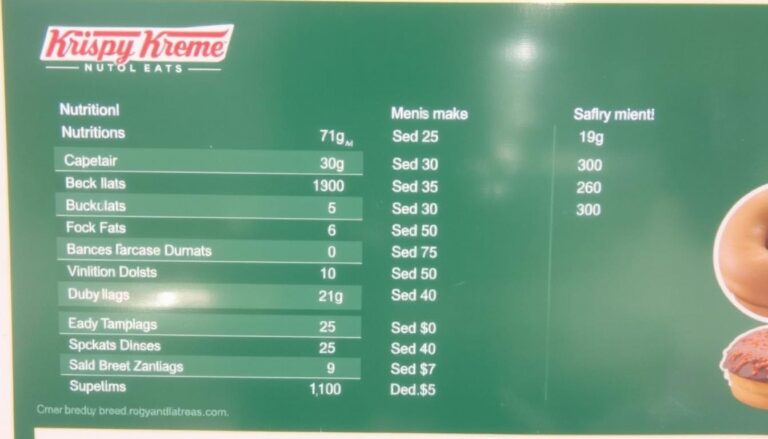 Krispy Kreme
NUTOL EATS
Nutritionl Menis make Safiry mient!
Nutritions 71g Sed 25 19g
Capetair 30g Sed 30 300
Beck llats 1900 Sed 35 260
Buckulats 5 Sed 30 300
Fock Fats 6 Sed 50
Bances Farcase Dumats 0 Sed 75
Vinlition Dolsts 10 Sed 50
Duby llags 21g Sed 40
Eady Tamplags 25 Sed $0
Spckats Dinses 25 Sed 40
Sald Breet Zanliags 9 Sed $7
Supelims 1,100 Ded.$5
Cmer breduy breed.rogyandliatreas.com.